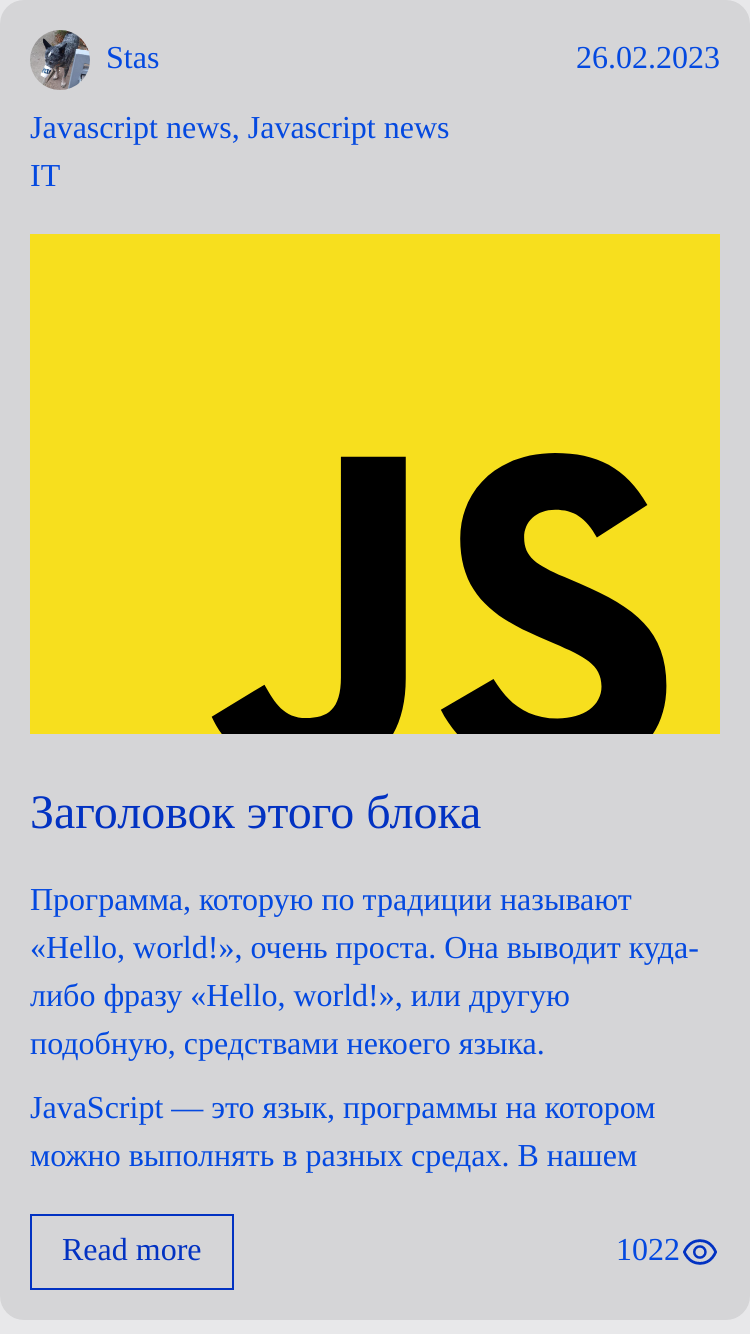 Stas
26.02.2023
Javascript news, Javascript news
IT
JS
Заголовок этого блока
Программа, которую по традиции называют
«Hello, world!», очень проста. Она выводит куда-
либо фразу «Hello, world!», или другую
подобную, средствами некоего языка.
JavaScript — это язык, программы на котором
можно выполнять в разных средах. В нашем
Read more
1022